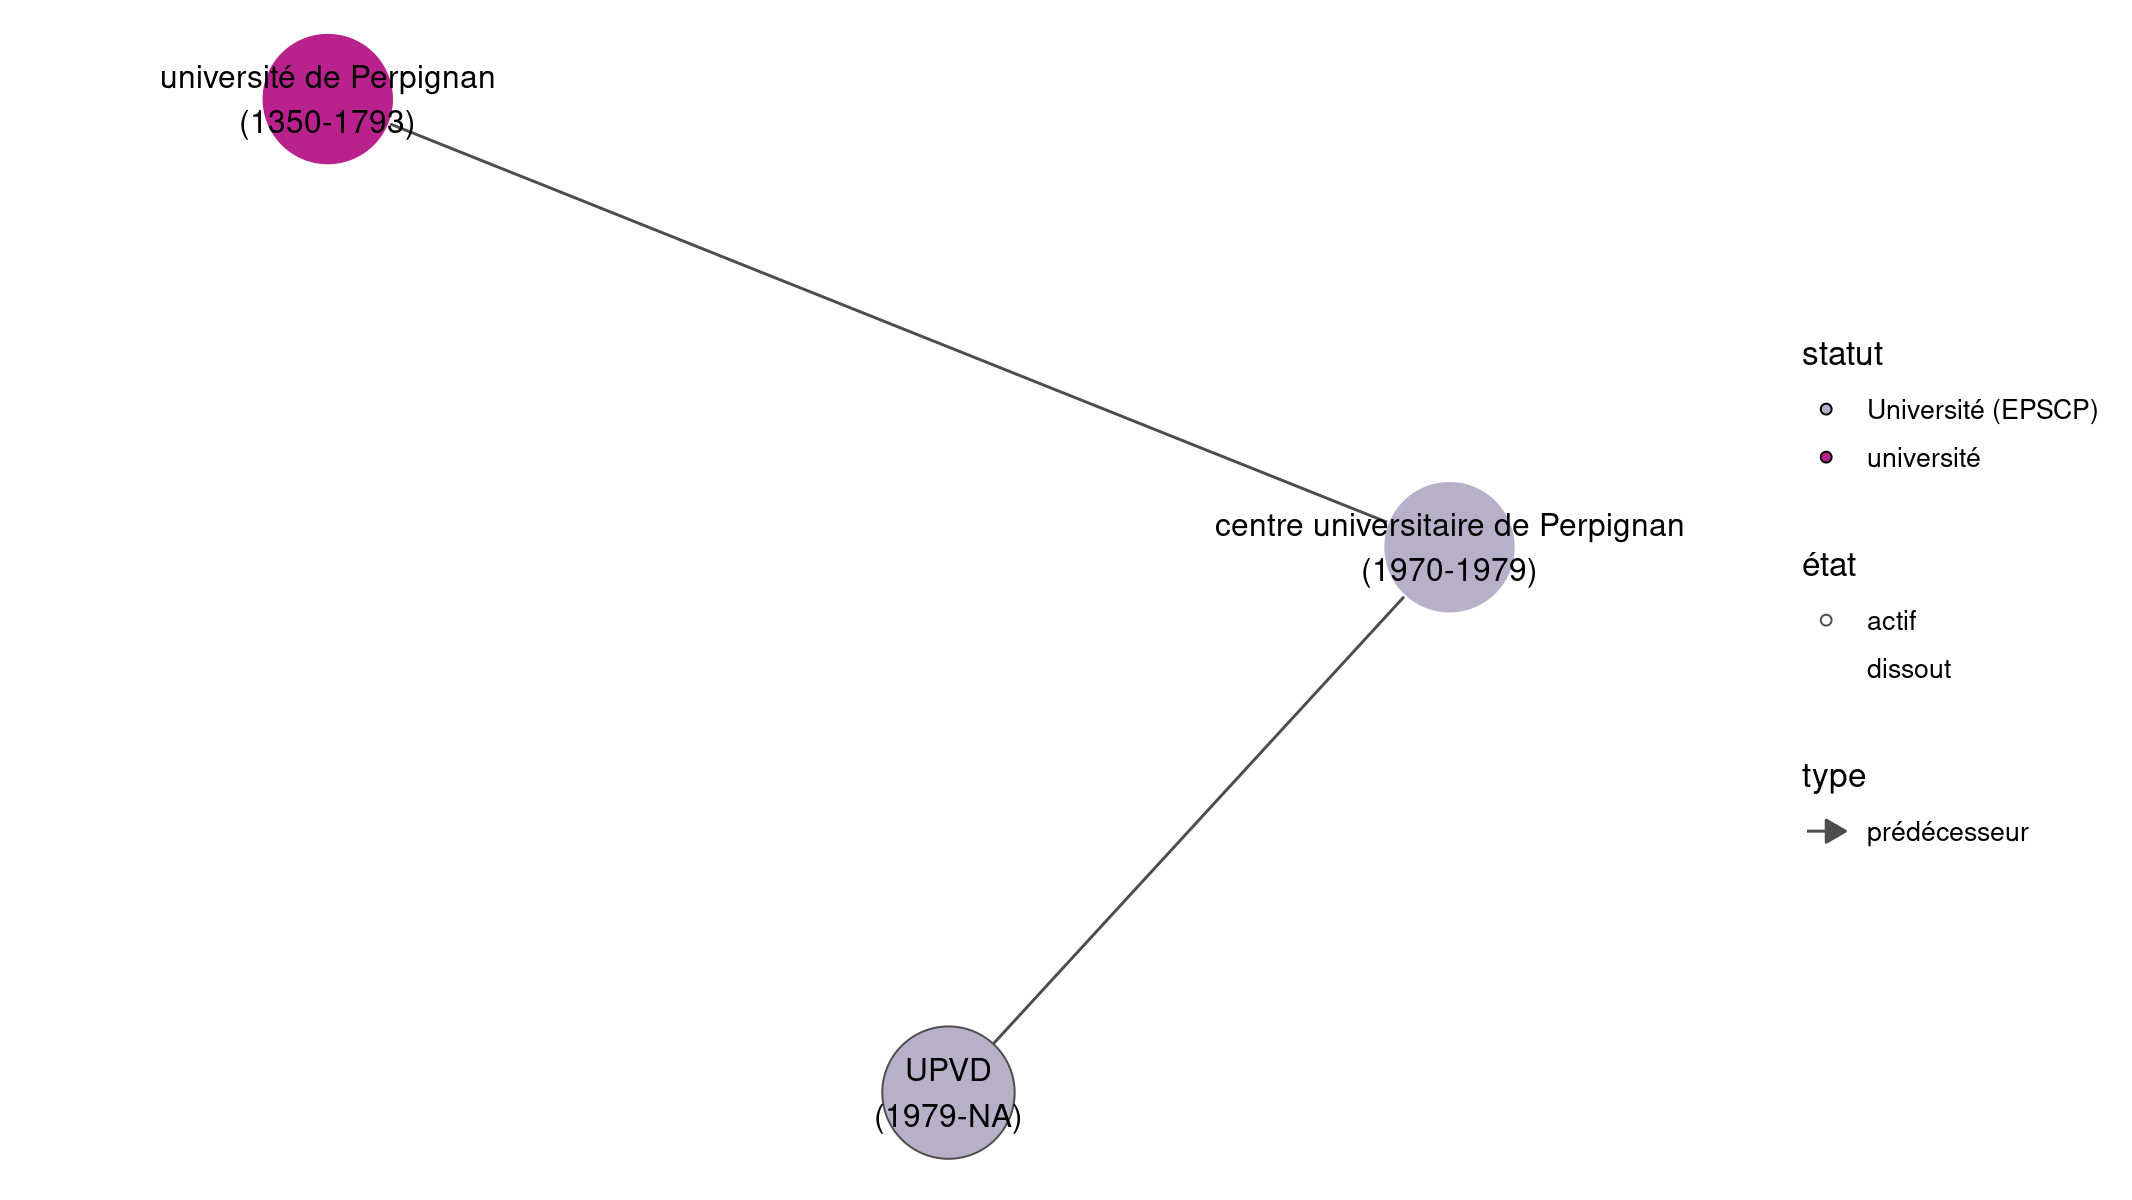 université de Perpignan
(1350-1793)
centre universitaire de Perpignan
(1970-1979)
UPVD
(1979-NA)
statut
Université (EPSCP)
université
état
actif
dissout
type
prédécesseur